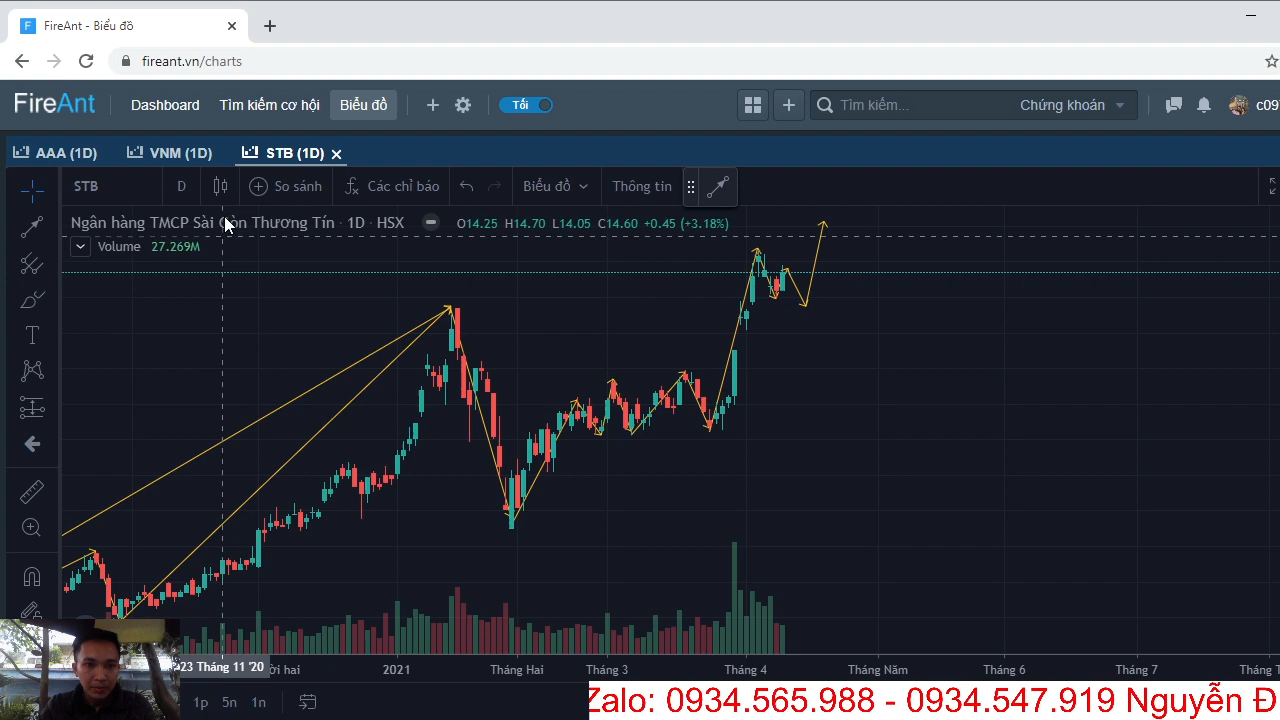 FireAnt - Biểu đồ
fireant.vn/charts
FireAnt Dashboard Tìm kiếm cơ hội Biểu đồ Tối Tìm kiếm... Chứng khoán c09
AAA (1D) VNM (1D) STB (1D)
STB D So sánh Các chỉ báo Biểu đồ Thông tin
Ngân hàng TMCP Sài Gòn Thương Tín · 1D · HSX O14.25 H14.70 L14.05 C14.60 +0.45 (+3.18%)
Volume 27.269M
23 Tháng 11 '20 2021 Tháng Hai Tháng 3 Tháng 4 Tháng Năm Tháng 6 Tháng 7
1p 5n 1n
Zalo: 0934.565.988 - 0934.547.919 Nguyễn Đ